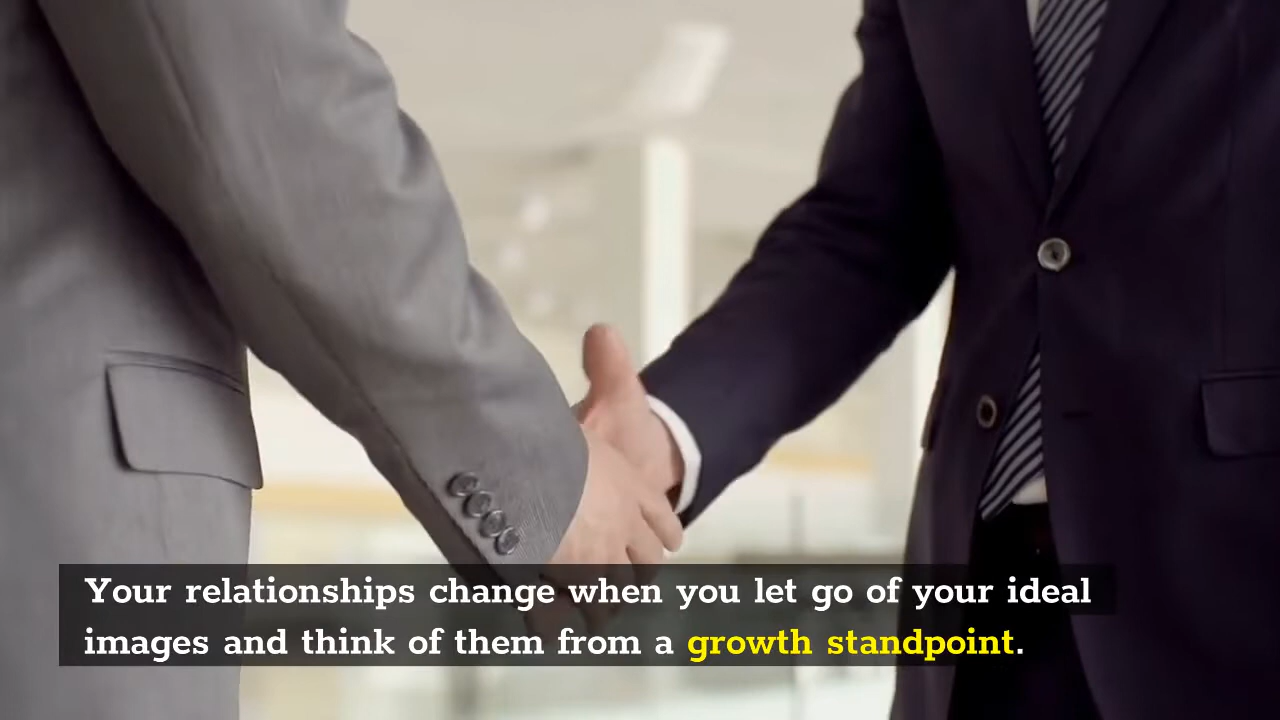 Your relationships change when you let go of your ideal
images and think of them from a growth standpoint.